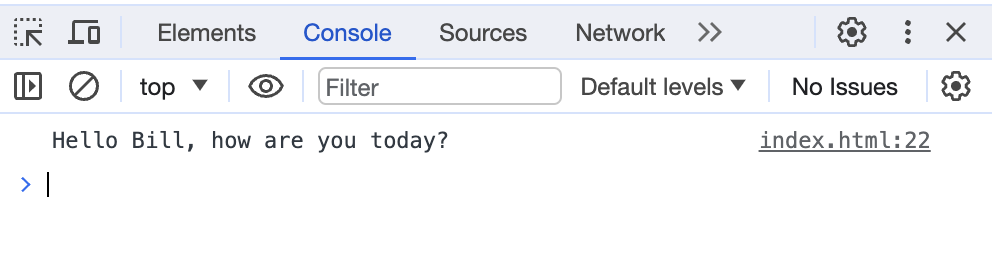 Elements Console Sources Network
top Filter Default levels No Issues
Hello Bill, how are you today? index.html:22